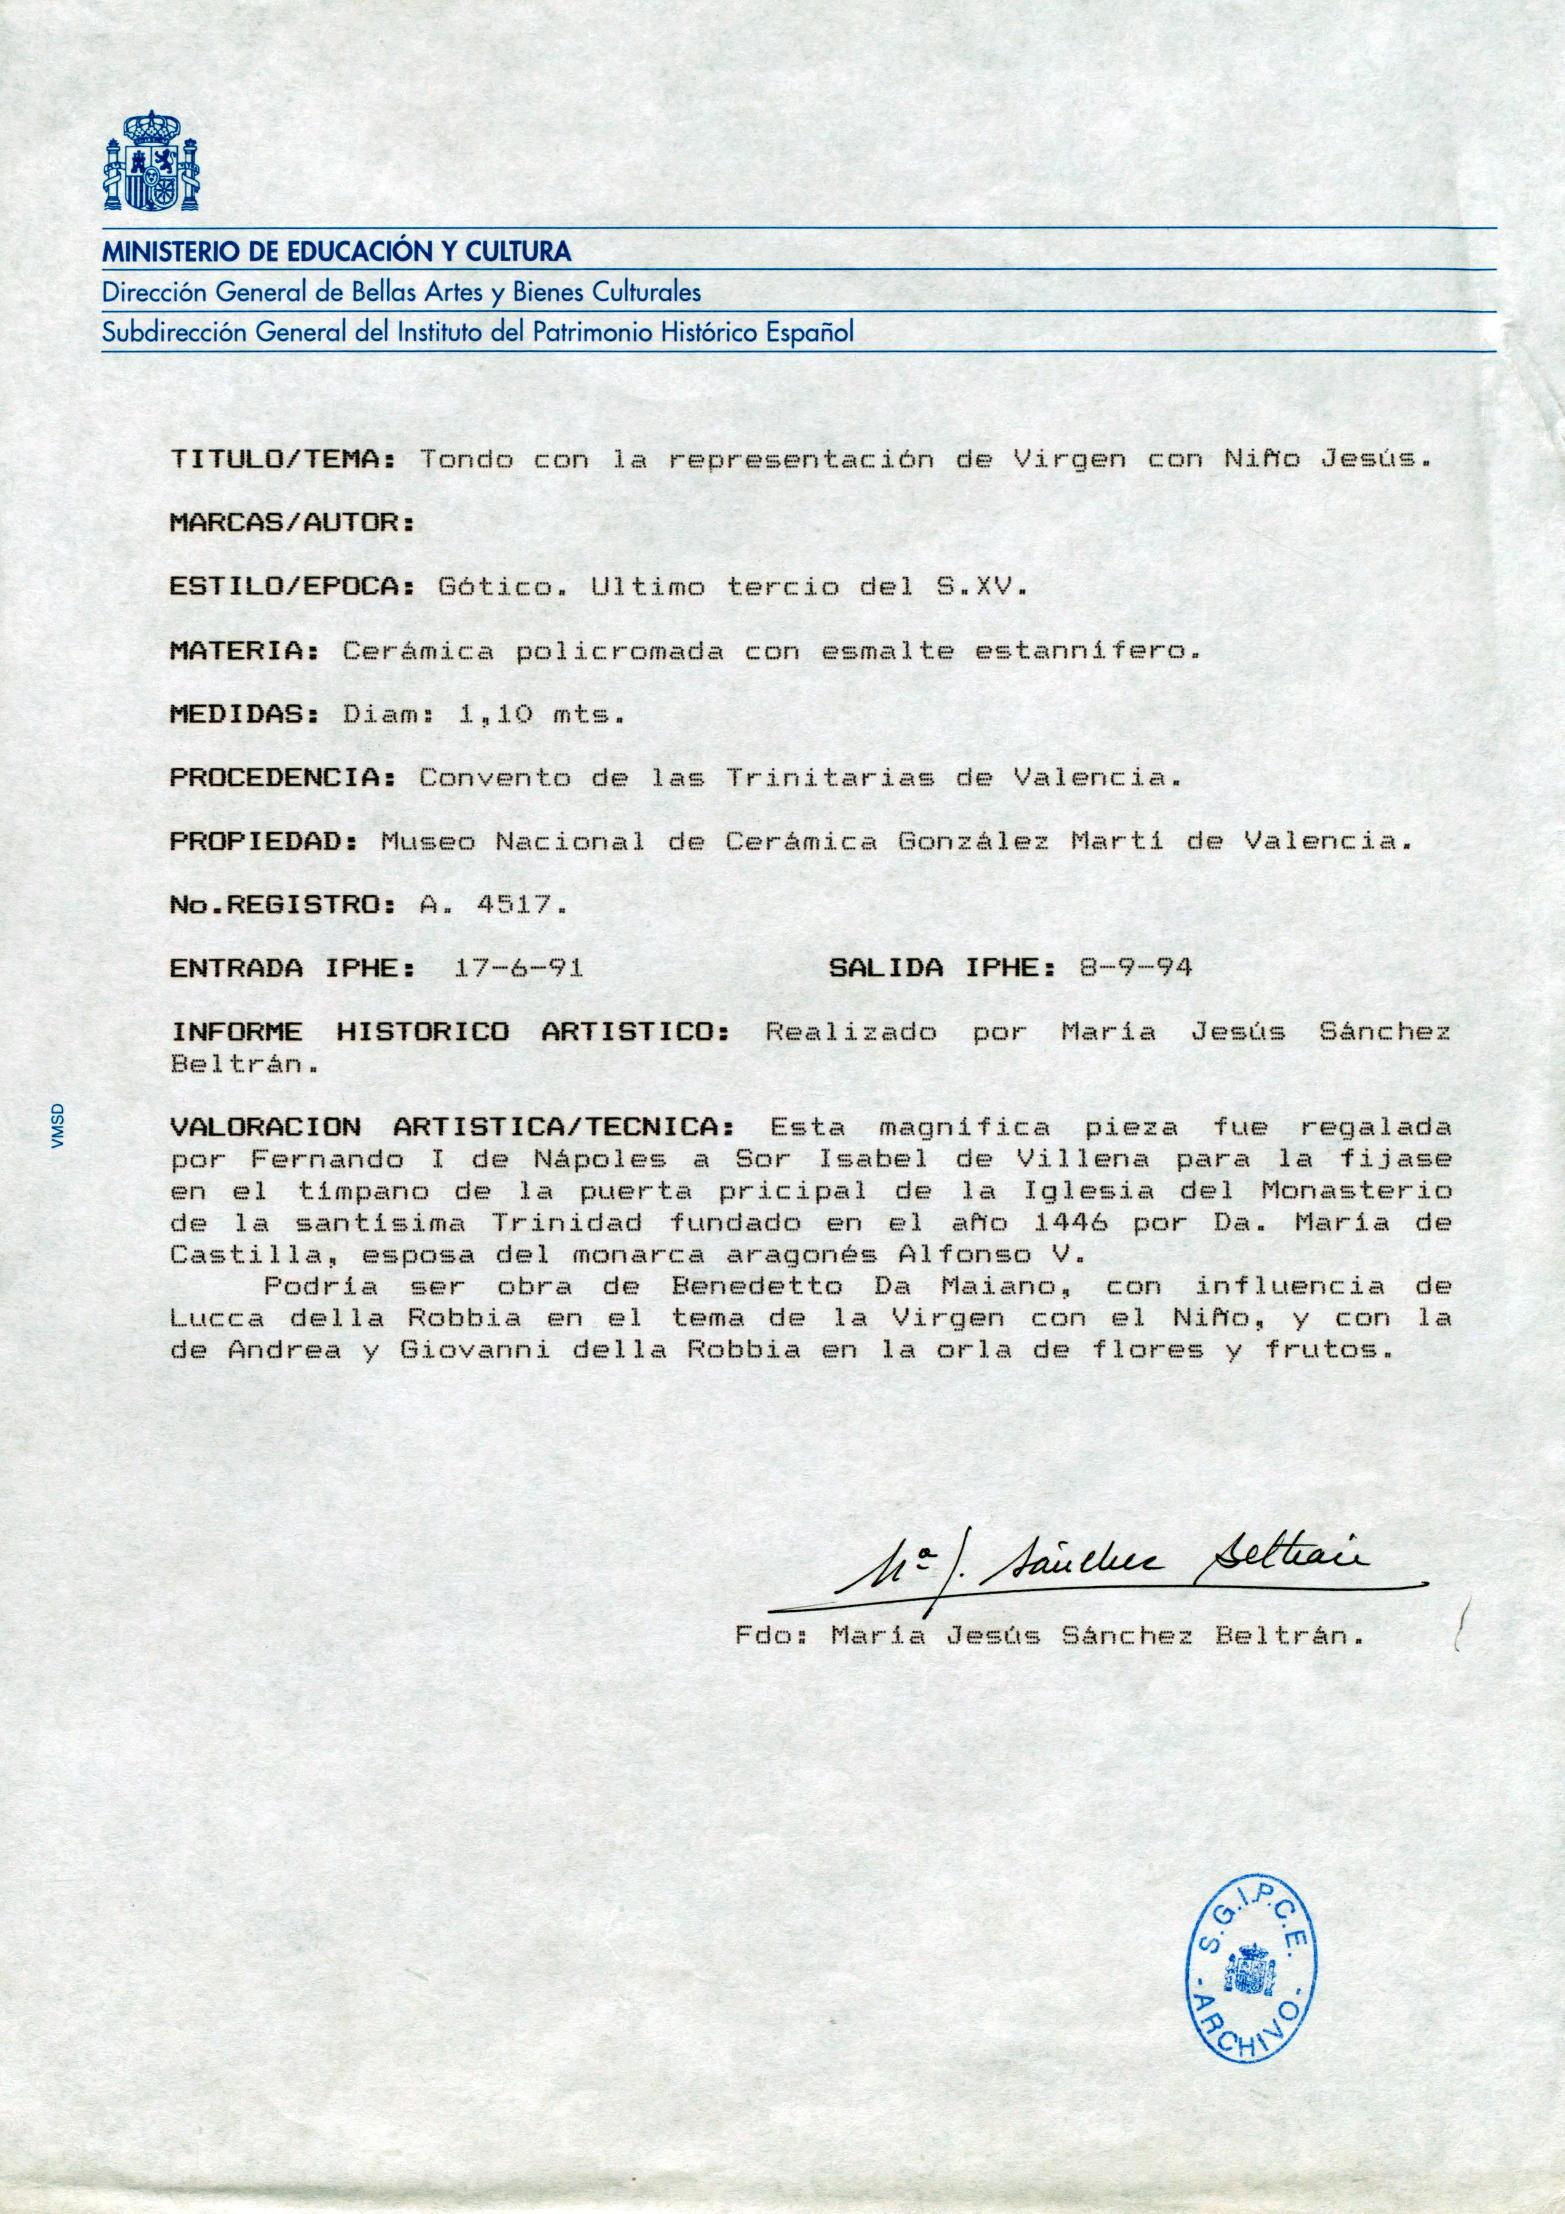 MINISTERIO DE EDUCACIÓN Y CULTURA
Dirección General de Bellas Artes y Bienes Culturales
Subdirección General del Instituto del Patrimonio Histórico Español
TITULO/TEMA: Tondo con la representación de Virgen con Niño Jesús.
MARCAS/AUTOR:
ESTILO/EPOCA: Gótico. Ultimo tercio del S.XV.
MATERIA: Cerámica policromada con esmalte estannífero.
MEDIDAS: Diam: 1,10 mts.
PROCEDENCIA: Convento de las Trinitarias de Valencia.
PROPIEDAD: Museo Nacional de Cerámica González Martí de Valencia.
No.REGISTRO: A. 4517.
ENTRADA IPHE: 17-6-91 SALIDA IPHE: 8-9-94
INFORME HISTORICO ARTISTICO: Realizado por María Jesús Sánchez
Beltrán.
VALORACION ARTISTICA/TECNICA: Esta magnífica pieza fue regalada
por Fernando I de Nápoles a Sor Isabel de Villena para la fijase
en el tímpano de la puerta pricipal de la Iglesia del Monasterio
de la santísima Trinidad fundado en el año 1446 por Da. María de
Castilla, esposa del monarca aragonés Alfonso V.
Podría ser obra de Benedetto Da Maiano, con influencia de
Lucca della Robbia en el tema de la Virgen con el Niño, y con la
de Andrea y Giovanni della Robbia en la orla de flores y frutos.
VMSD
Mª J. Sánchez Beltrán
Fdo: María Jesús Sánchez Beltrán.
S.G.I.P.C.E.
- ARCHIVO -